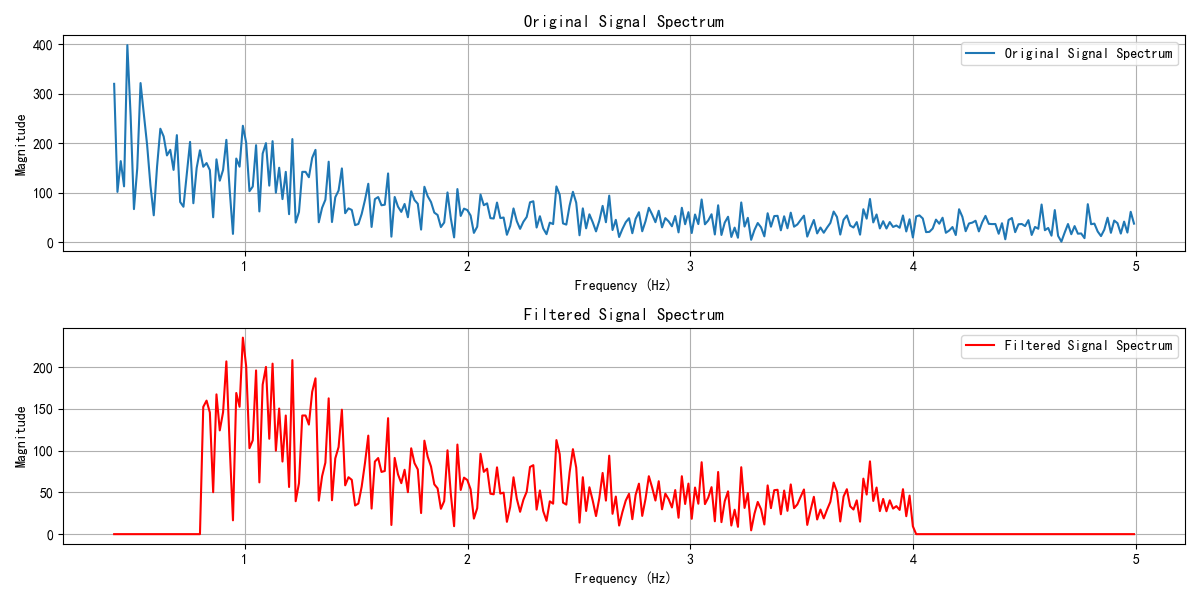 Original Signal Spectrum
400
300
200
100
0
Magnitude
Original Signal Spectrum
1
2
3
4
5
Frequency (Hz)
Filtered Signal Spectrum
200
150
100
50
0
Magnitude
Filtered Signal Spectrum
1
2
3
4
5
Frequency (Hz)